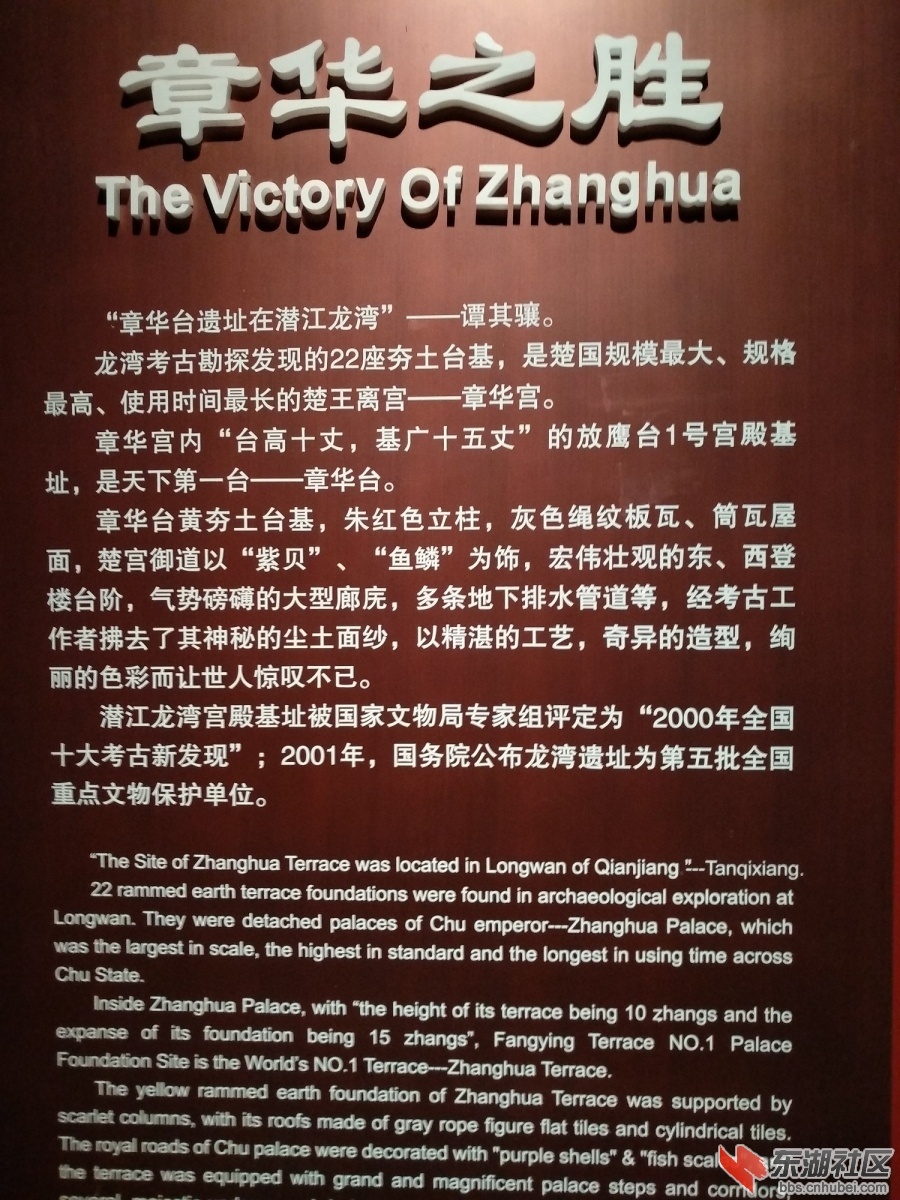 章华之胜
The Victory Of Zhanghua
“章华台遗址在潜江龙湾”——谭其骧。
龙湾考古勘探发现的22座夯土台基，是楚国规模最大、规格
最高、使用时间最长的楚王离宫——章华宫。
章华宫内“台高十丈，基广十五丈”的放鹰台1号宫殿基
址，是天下第一台——章华台。
章华台黄夯土台基，朱红色立柱，灰色绳纹板瓦、筒瓦屋
面，楚宫御道以“紫贝”、“鱼鳞”为饰，宏伟壮观的东、西登
楼台阶，气势磅礴的大型廊庑，多条地下排水管道等，经考古工
作者拂去了其神秘的尘土面纱，以精湛的工艺，奇异的造型，绚
丽的色彩而让世人惊叹不已。
潜江龙湾宫殿基址被国家文物局专家组评定为“2000年全国
十大考古新发现”；2001年，国务院公布龙湾遗址为第五批全国
重点文物保护单位。
“The Site of Zhanghua Terrace was located in Longwan of Qianjiang ”---Tanqixiang.
22 rammed earth terrace foundations were found in archaeological exploration at
Longwan. They were detached palaces of Chu emperor---Zhanghua Palace, which
was the largest in scale, the highest in standard and the longest in using time across
Chu State.
Inside Zhanghua Palace, with “the height of its terrace being 10 zhangs and the
expanse of its foundation being 15 zhangs”, Fangying Terrace NO.1 Palace
Foundation Site is the World's NO.1 Terrace---Zhanghua Terrace.
The yellow rammed earth foundation of Zhanghua Terrace was supported by
scarlet columns, with its roofs made of gray rope figure flat tiles and cylindrical tiles.
The royal roads of Chu palace were decorated with "purple shells" & "fish
the terrace was equipped with grand and magnificent palace steps and
东湖社区
bbs.cnhubei.com